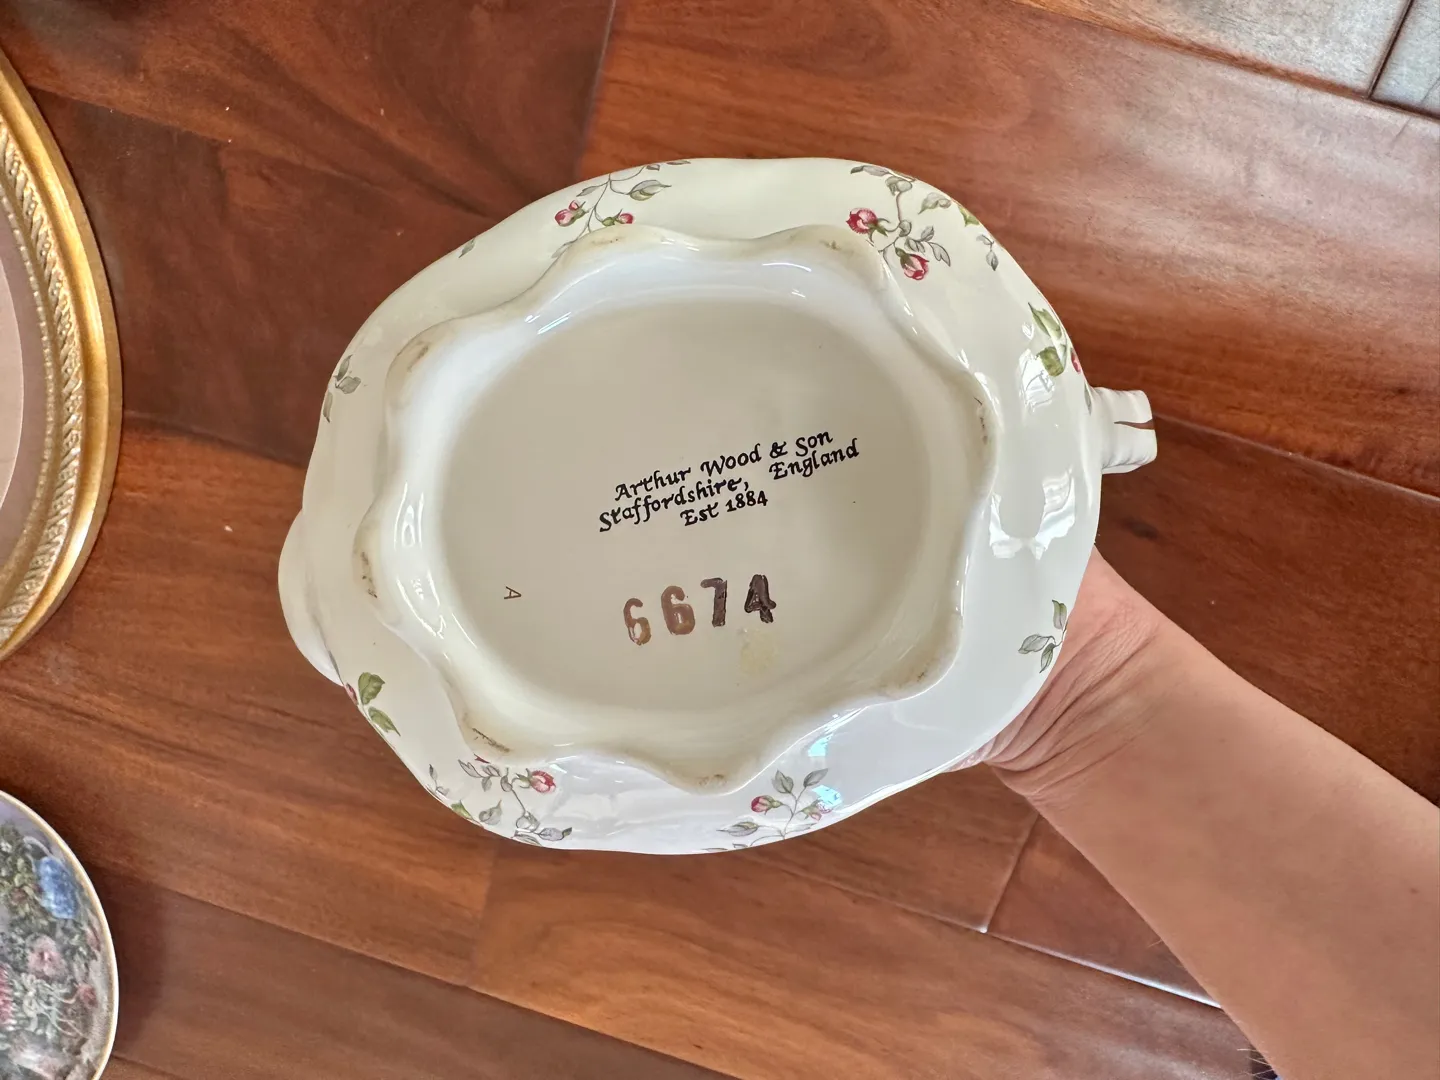 Arthur Wood & Son
Staffordshire, England
Est 1884
A
6674